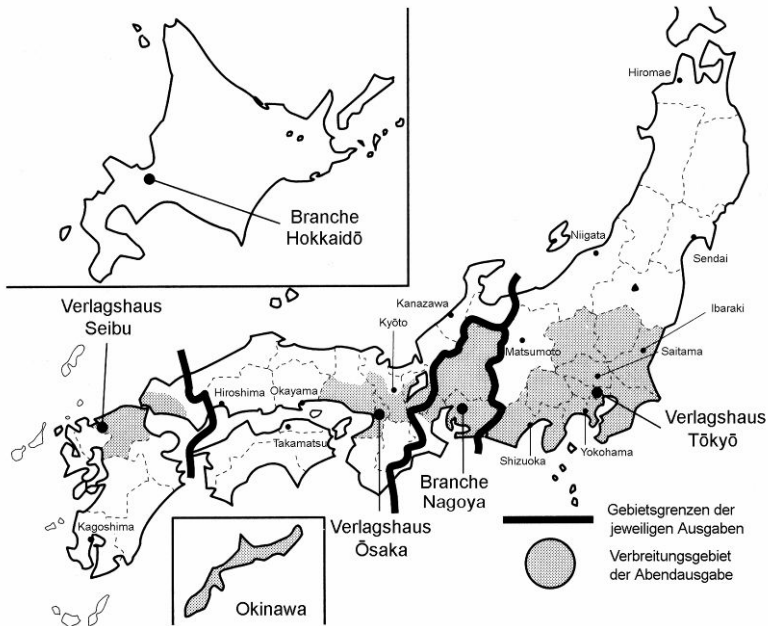 Hiromae
Branche
Hokkaidō
Niigata
Sendai
Verlagshaus
Seibu
Kanazawa
Kyōto
Ibaraki
Matsumoto
Saitama
Hiroshima
Okayama
Verlagshaus
Tōkyō
Takamatsu
Branche
Nagoya
Shizuoka
Yokohama
Kagoshima
Verlagshaus
Ōsaka
Gebietsgrenzen der
jeweiligen Ausgaben
Verbreitungsgebiet
der Abendausgabe
Okinawa